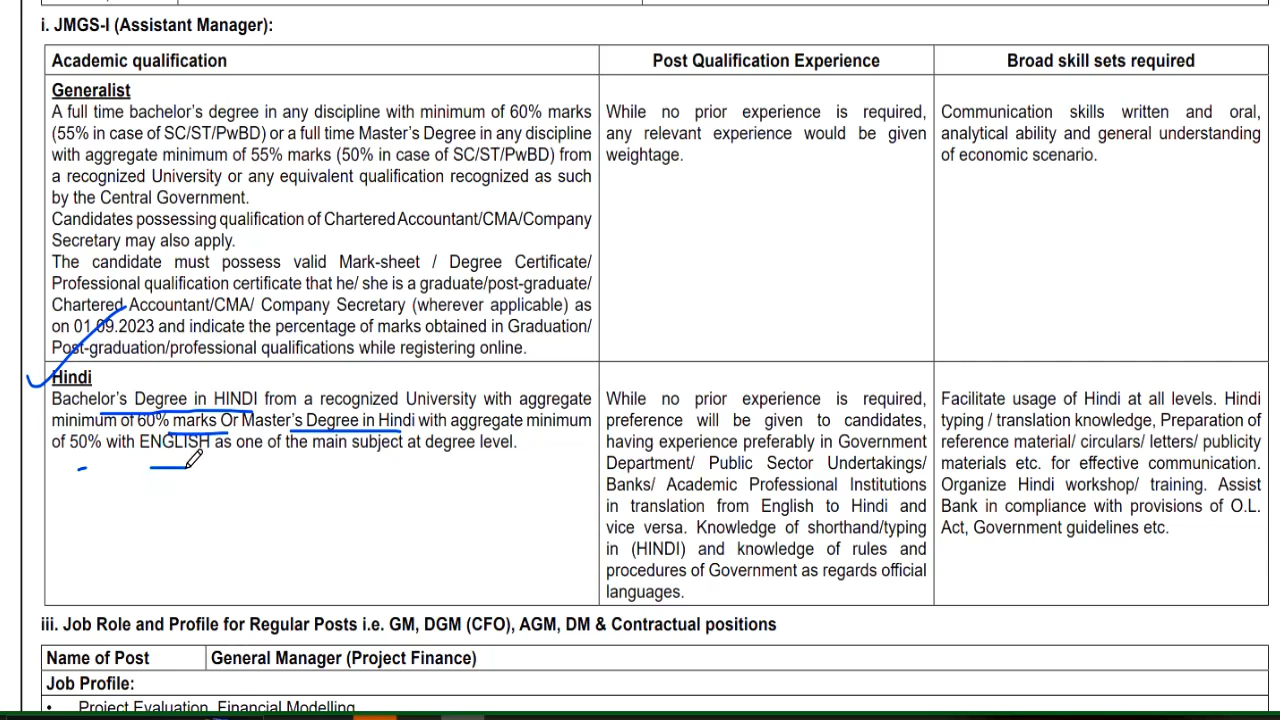 i. JMGS-I (Assistant Manager):
Academic qualification
Post Qualification Experience
Broad skill sets required
Generalist
A full time bachelor's degree in any discipline with minimum of 60% marks
(55% in case of SC/ST/PwBD) or a full time Master's Degree in any discipline
with aggregate minimum of 55% marks (50% in case of SC/ST/PwBD) from
a recognized University or any equivalent qualification recognized as such
by the Central Government.
Candidates possessing qualification of Chartered Accountant/CMA/Company
Secretary may also apply.
The candidate must possess valid Mark-sheet / Degree Certificate/
Professional qualification certificate that he/ she is a graduate/post-graduate/
Chartered Accountant/CMA/ Company Secretary (wherever applicable) as
on 01.09.2023 and indicate the percentage of marks obtained in Graduation/
Post-graduation/professional qualifications while registering online.
While no prior experience is required,
any relevant experience would be given
weightage.
Communication skills written and oral,
analytical ability and general understanding
of economic scenario.
Hindi
Bachelor's Degree in HINDI from a recognized University with aggregate
minimum of 60% marks Or Master's Degree in Hindi with aggregate minimum
of 50% with ENGLISH as one of the main subject at degree level.
While no prior experience is required,
preference will be given to candidates,
having experience preferably in Government
Department/ Public Sector Undertakings/
Banks/ Academic Professional Institutions
in translation from English to Hindi and
vice versa. Knowledge of shorthand/typing
in (HINDI) and knowledge of rules and
procedures of Government as regards official
languages.
Facilitate usage of Hindi at all levels. Hindi
typing / translation knowledge, Preparation of
reference material/ circulars/ letters/ publicity
materials etc. for effective communication.
Organize Hindi workshop/ training. Assist
Bank in compliance with provisions of O.L.
Act, Government guidelines etc.
iii. Job Role and Profile for Regular Posts i.e. GM, DGM (CFO), AGM, DM & Contractual positions
Name of Post
General Manager (Project Finance)
Job Profile:
• Project Evaluation, Financial Modelling